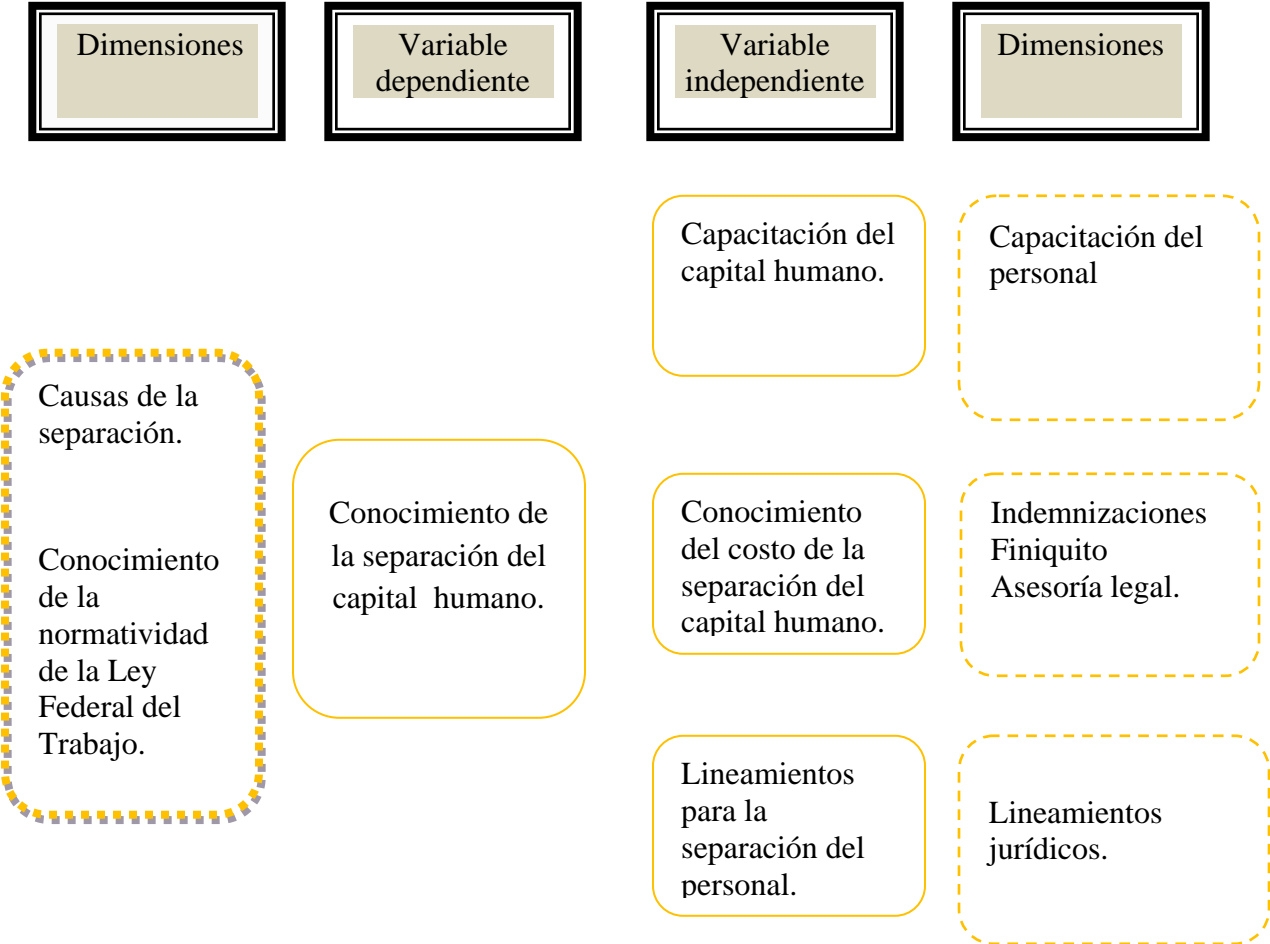 Dimensiones
Variable
dependiente
Variable
independiente
Dimensiones
Causas de la
separación.
Conocimiento
de la
normatividad
de la Ley
Federal del
Trabajo.
Conocimiento de
la separación del
capital humano.
Capacitación del
capital humano.
Conocimiento
del costo de la
separación del
capital humano.
Lineamientos
para la
separación del
personal.
Capacitación del
personal
Indemnizaciones
Finiquito
Asesoría legal.
Lineamientos
jurídicos.